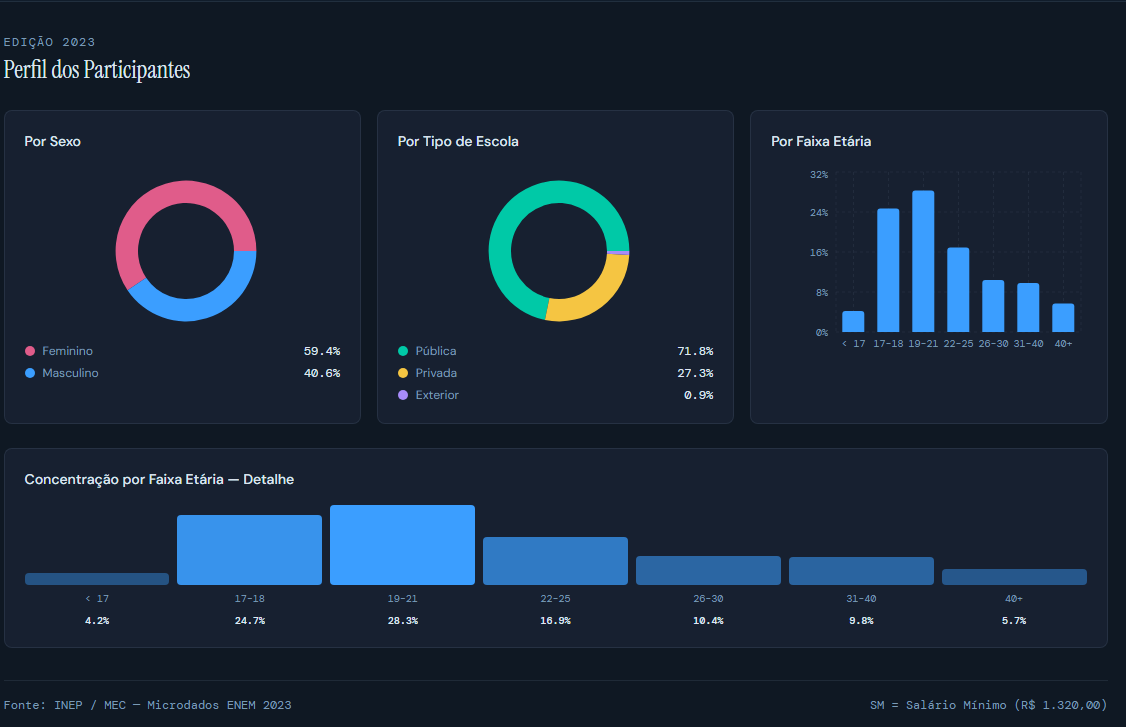 EDIÇÃO 2023
Perfil dos Participantes
Por Sexo
Feminino 59.4%
Masculino 40.6%
Por Tipo de Escola
Pública 71.8%
Privada 27.3%
Exterior 0.9%
Por Faixa Etária
32%
24%
16%
8%
0%
< 17 17-18 19-21 22-25 26-30 31-40 40+
Concentração por Faixa Etária — Detalhe
< 17 17-18 19-21 22-25 26-30 31-40 40+
4.2% 24.7% 28.3% 16.9% 10.4% 9.8% 5.7%
Fonte: INEP / MEC — Microdados ENEM 2023
SM = Salário Mínimo (R$ 1.320,00)